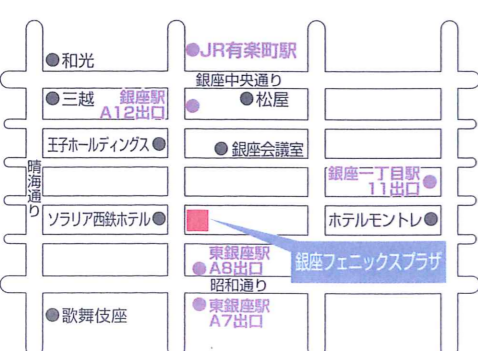 和光
JR有楽町駅
銀座中央通り
三越
銀座駅
A12出口
松屋
王子ホールディングス
銀座会議室
晴海通り
銀座一丁目駅
11出口
ソラリア西鉄ホテル
ホテルモントレ
東銀座駅
A8出口
銀座フェニックスプラザ
昭和通り
歌舞伎座
東銀座駅
A7出口